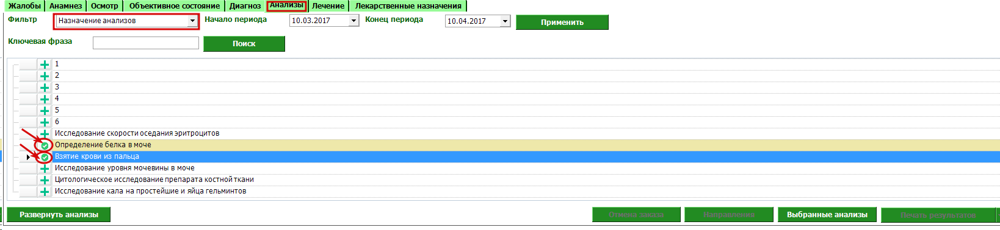 Жалобы Анамнез Осмотр Объективное состояние Диагноз Анализы Лечение Лекарственные назначения
Фильтр Назначение анализов Начало периода 10.03.2017 Конец периода 10.04.2017 Применить
Ключевая фраза Поиск
1
2
3
4
5
6
Исследование скорости оседания эритроцитов
Определение белка в моче
Взятие крови из пальца
Исследование уровня мочевины в моче
Цитологическое исследование препарата костной ткани
Исследование кала на простейшие и яйца гельминтов
Развернуть анализы Отмена заказа Направления Выбранные анализы Печать результатов